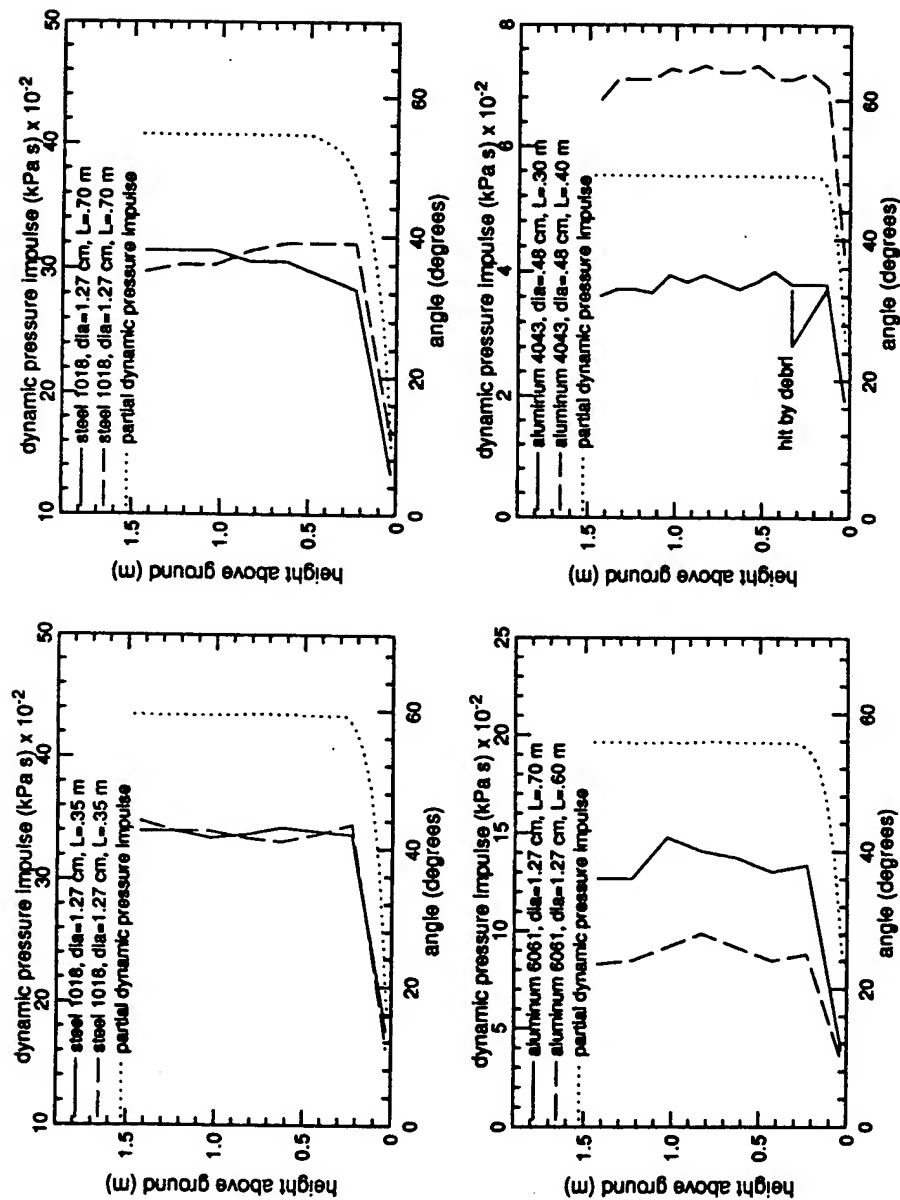 dynamic pressure impulse (kPa s) x 10-2
10 20 30 40 50
steel 1018, dia=1.27 cm, L=.35 m
steel 1018, dia=1.27 cm, L=.35 m
partial dynamic pressure impulse
height above ground (m)
1.5
1.0
0.5
0
0 20 40 60
angle (degrees)
dynamic pressure impulse (kPa s) x 10-2
10 20 30 40 50
steel 1018, dia=1.27 cm, L=.70 m
steel 1018, dia=1.27 cm, L=.70 m
partial dynamic pressure impulse
height above ground (m)
1.5
1.0
0.5
0
0 20 40 60
angle (degrees)
dynamic pressure impulse (kPa s) x 10-2
0 5 10 15 20 25
aluminum 6061, dia=1.27 cm, L=.70 m
aluminum 6061, dia=1.27 cm, L=.60 m
partial dynamic pressure impulse
height above ground (m)
1.5
1.0
0.5
0
0 20 40 60
angle (degrees)
dynamic pressure impulse (kPa s) x 10-2
0 2 4 6 8
aluminum 4043, dia=.48 cm, L=.30 m
aluminum 4043, dia=.48 cm, L=.40 m
partial dynamic pressure impulse
hit by debri
height above ground (m)
1.5
1.0
0.5
0
0 20 40 60
angle (degrees)